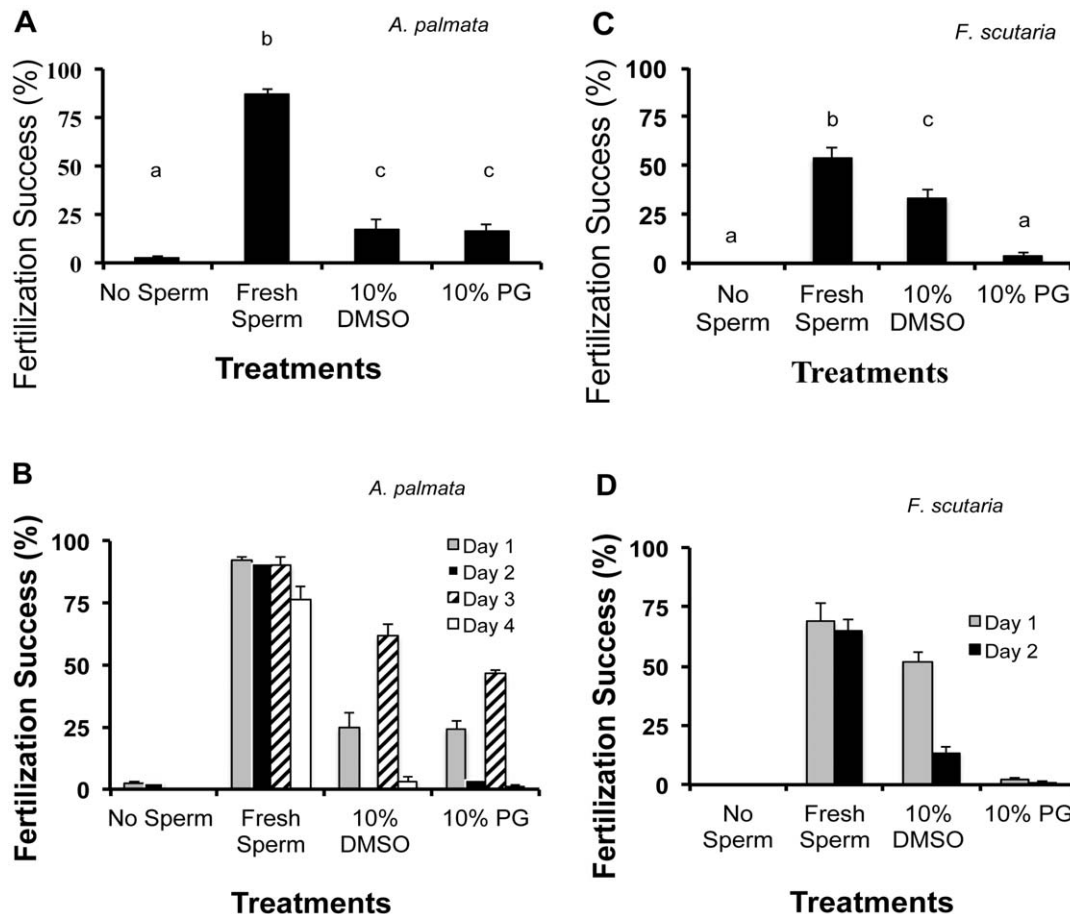 A
A. palmata
Fertilization Success (%)
100
75
50
25
0
a
b
c
c
No Sperm
Fresh
Sperm
10%
DMSO
10% PG
Treatments
C
F. scutaria
Fertilization Success (%)
100
75
50
25
0
a
b
c
a
No
Sperm
Fresh
Sperm
10%
DMSO
10% PG
Treatments
B
A. palmata
Fertilization Success (%)
100
75
50
25
0
Day 1
Day 2
Day 3
Day 4
No Sperm
Fresh
Sperm
10%
DMSO
10% PG
Treatments
D
F. scutaria
Fertilization Success (%)
100
75
50
25
0
Day 1
Day 2
No
Sperm
Fresh
Sperm
10%
DMSO
10% PG
Treatments